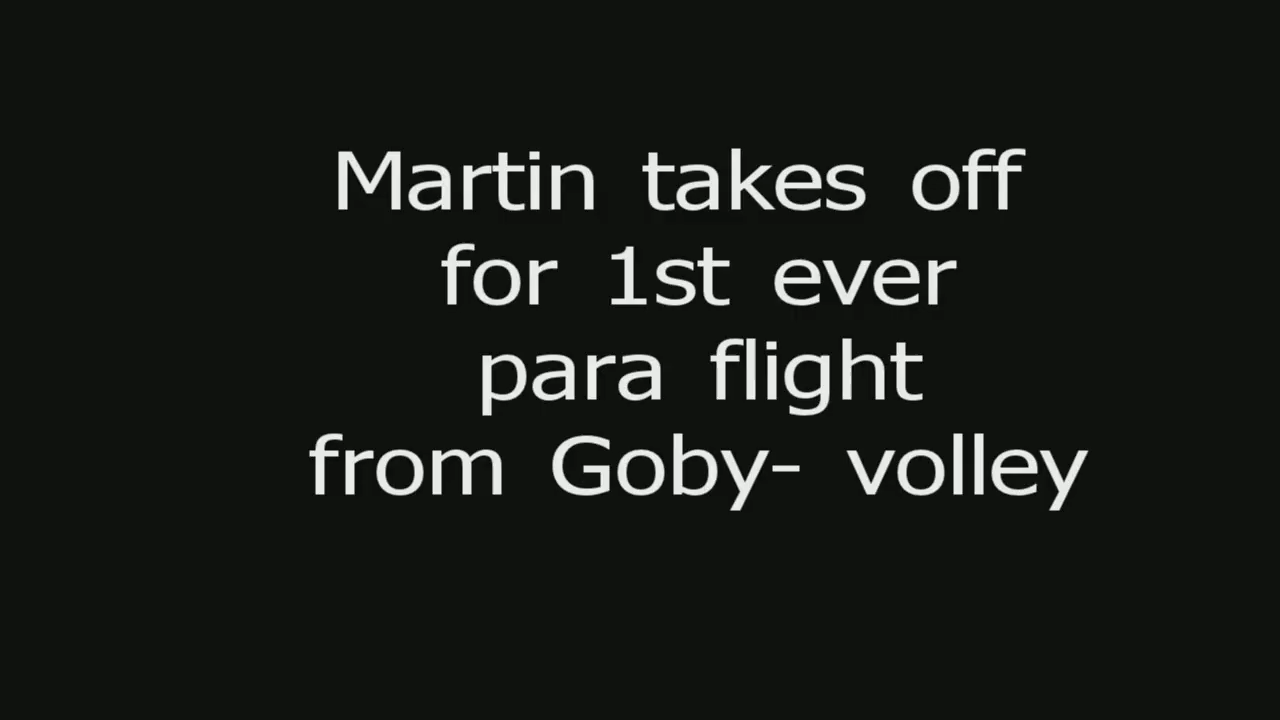 Martin takes off
for 1st ever
para flight
from Goby- volley